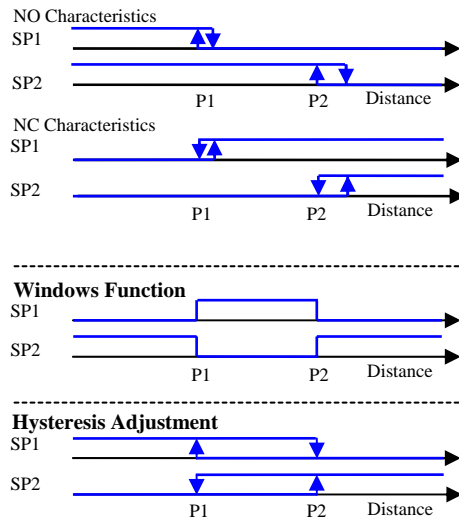 NO Characteristics
SP1
SP2
P1 P2 Distance
NC Characteristics
SP1
SP2
P1 P2 Distance
Windows Function
SP1
SP2
P1 P2 Distance
Hysteresis Adjustment
SP1
SP2
P1 P2 Distance